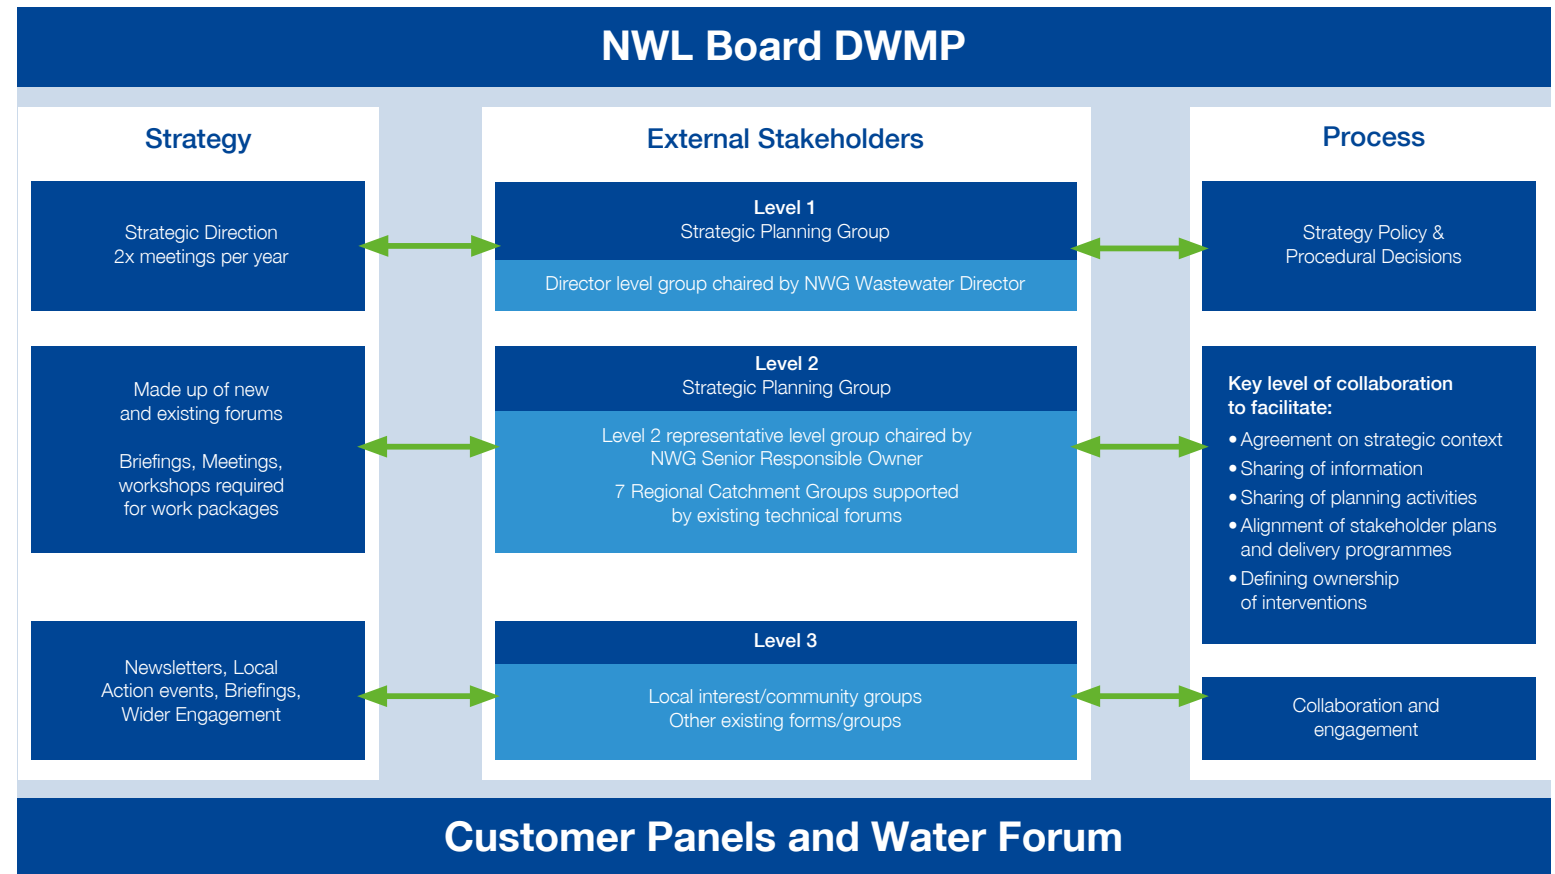 NWL Board DWMP
Strategy
Strategic Direction
2x meetings per year
Made up of new
and existing forums
Briefings, Meetings,
workshops required
for work packages
Newsletters, Local
Action events, Briefings,
Wider Engagement
External Stakeholders
Level 1
Strategic Planning Group
Director level group chaired by NWG Wastewater Director
Level 2
Strategic Planning Group
Level 2 representative level group chaired by
NWG Senior Responsible Owner
7 Regional Catchment Groups supported
by existing technical forums
Level 3
Local interest/community groups
Other existing forms/groups
Process
Strategy Policy &
Procedural Decisions
Key level of collaboration
to facilitate:
• Agreement on strategic context
• Sharing of information
• Sharing of planning activities
• Alignment of stakeholder plans
and delivery programmes
• Defining ownership
of interventions
Collaboration and
engagement
Customer Panels and Water Forum